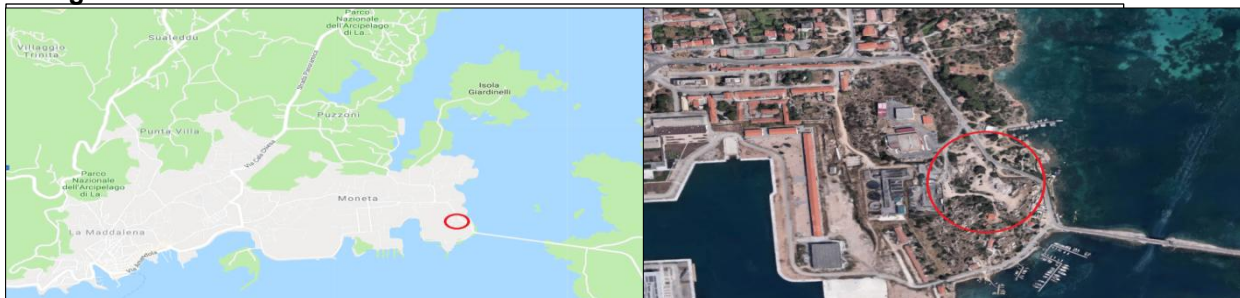 Parco
Nazionale
dell'Arcipelago
di La...
Sualeddu
Villaggio
Trinita
Strada Panoramica
Isola
Giardinelli
Puzzoni
Punta Villa
Via Cala Chiesa
Parco
Nazionale
dell'Arcipelago
di La...
Moneta
La Maddalena
Via Amendola